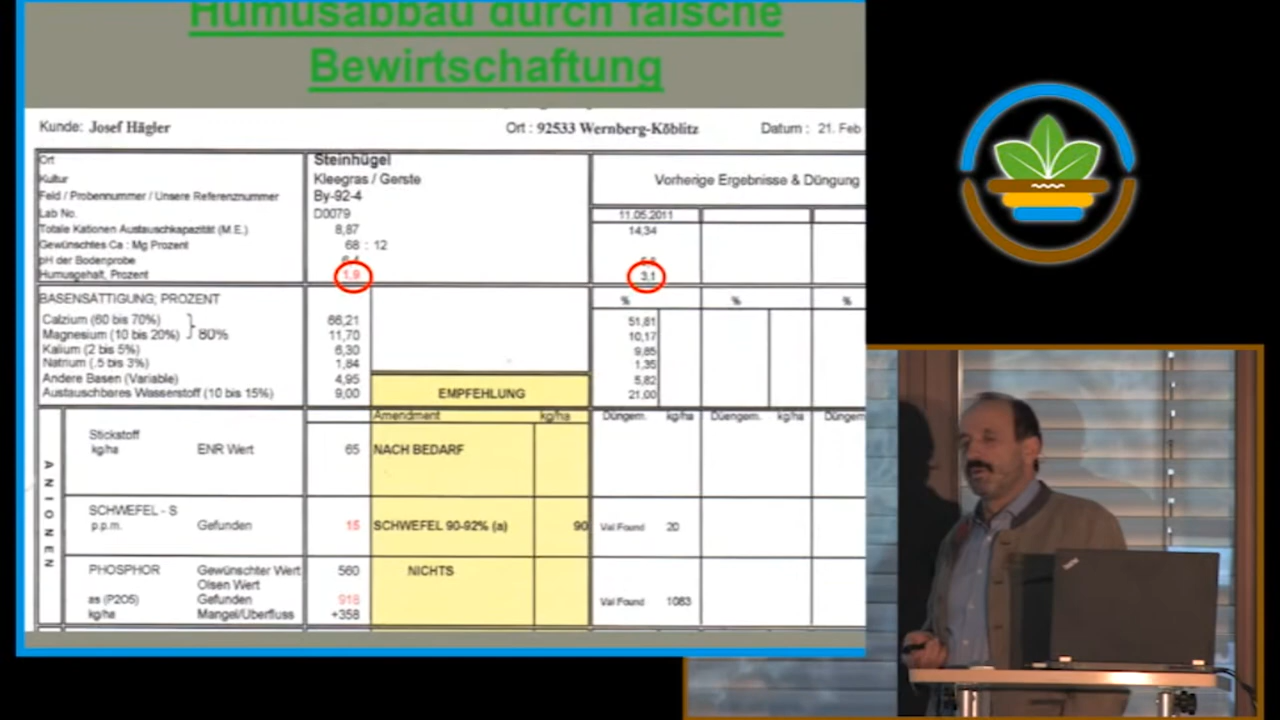 Humusabbau durch falsche
Bewirtschaftung
Kunde: Josef Hägler Ort : 92533 Wernberg-Köblitz Datum : 21. Feb
Ort Steinhügel
Kultur Kleegras / Gerste Vorherige Ergebnisse & Düngung
Feld / Probennummer / Unsere Referenznummer By-92-4
Lab No. D0079 11.05.2011
Totale Kationen Austauschkapazität (M.E.) 8,87 14,34
Gewünschtes Ca : Mg Prozent 68 : 12
pH der Bodenprobe
Humusgehalt, Prozent 1,9 3,1
BASENSÄTTIGUNG; PROZENT % % %
Calzium (60 bis 70%) 66,21 51,81
Magnesium (10 bis 20%) 80% 11,70 10,17
Kalium (2 bis 5%) 6,30 9,85
Natrium (.5 bis 3%) 1,84 1,35
Andere Basen (Variable) 4,95 5,82
Austauschbares Wasserstoff (10 bis 15%) 9,00 EMPFEHLUNG 21,00
Amendment kg/ha Düngem. kg/ha Düengem. kg/ha Düngem
ANIONEN
Stickstoff
kg/ha ENR Wert 65 NACH BEDARF
SCHWEFEL - S
p.p.m. Gefunden 15 SCHWEFEL 90-92% (a) 90 Val Found 20
PHOSPHOR Gewünschter Wert 560 NICHTS
Olsen Wert
as (P2O5) Gefunden 918 Val Found 1083
kg/ha Mangel/Überfluss +358